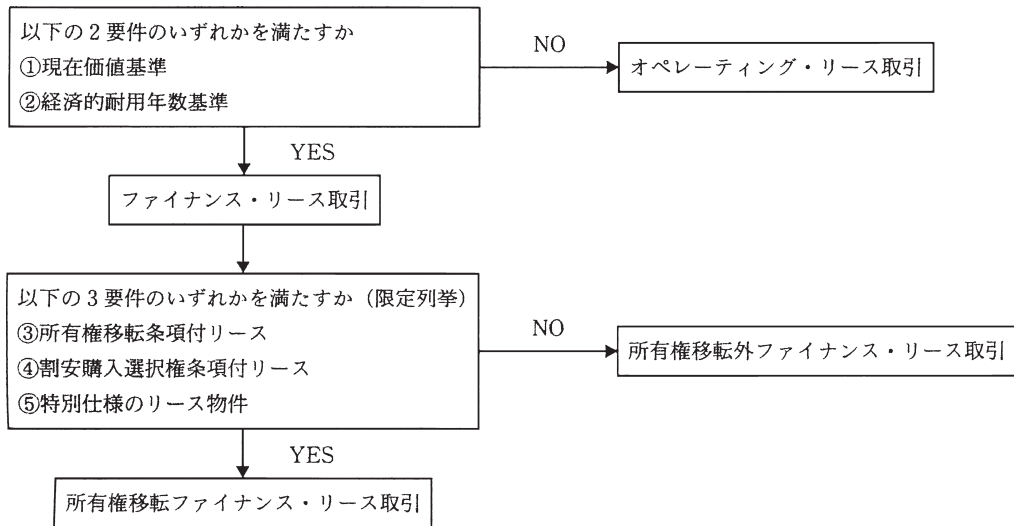 以下の2要件のいずれかを満たすか
①現在価値基準
②経済的耐用年数基準
NO
オペレーティング・リース取引
YES
ファイナンス・リース取引
以下の3要件のいずれかを満たすか（限定列挙）
③所有権移転条項付リース
④割安購入選択権条項付リース
⑤特別仕様のリース物件
NO
所有権移転外ファイナンス・リース取引
YES
所有権移転ファイナンス・リース取引